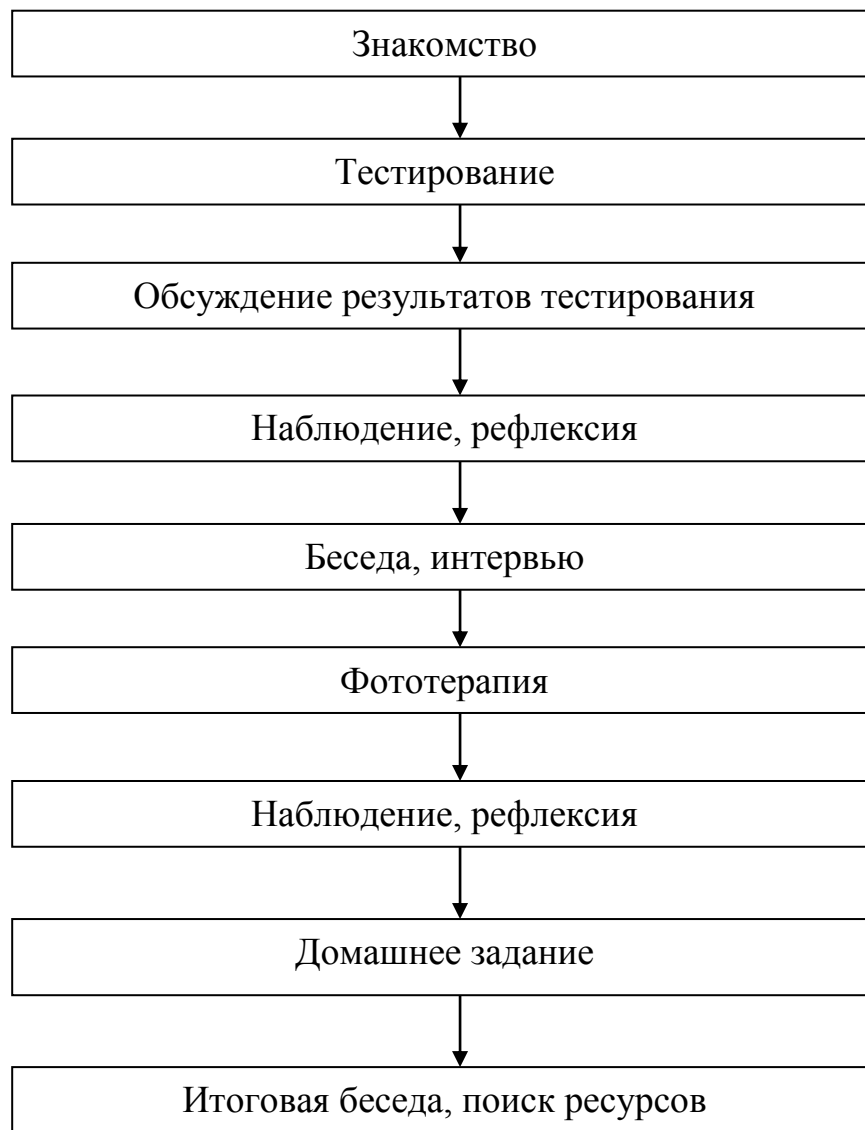 Знакомство
Тестирование
Обсуждение результатов тестирования
Наблюдение, рефлексия
Беседа, интервью
Фототерапия
Наблюдение, рефлексия
Домашнее задание
Итоговая беседа, поиск ресурсов